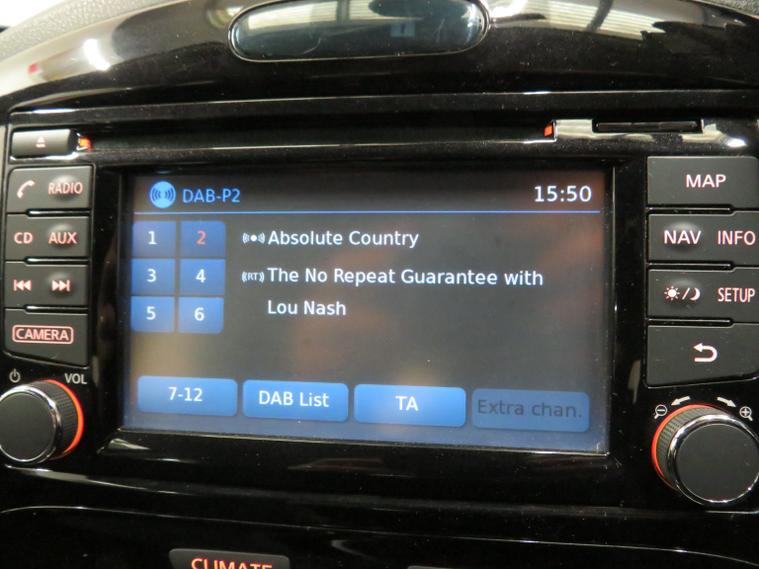 DAB-P2 15:50
1 2
3 4
5 6
Absolute Country
(RT) The No Repeat Guarantee with
Lou Nash
7-12 DAB List TA Extra chan.
RADIO
CD AUX
CAMERA
VOL
MAP
NAV INFO
SETUP
CLIMATE